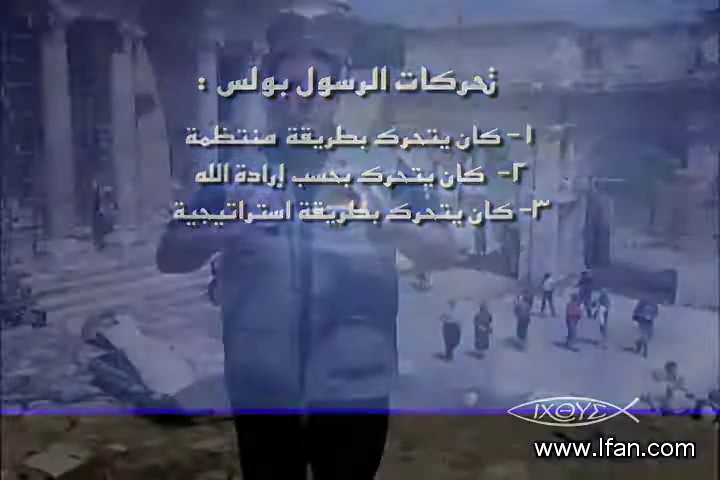 تحركات الرسول بولس :
١- كان يتحرك بطريقة منتظمة
٢- كان يتحرك بحسب إرادة الله
٣- كان يتحرك بطريقة استراتيجية
ΙΧΘΥΣ
www.lfan.com